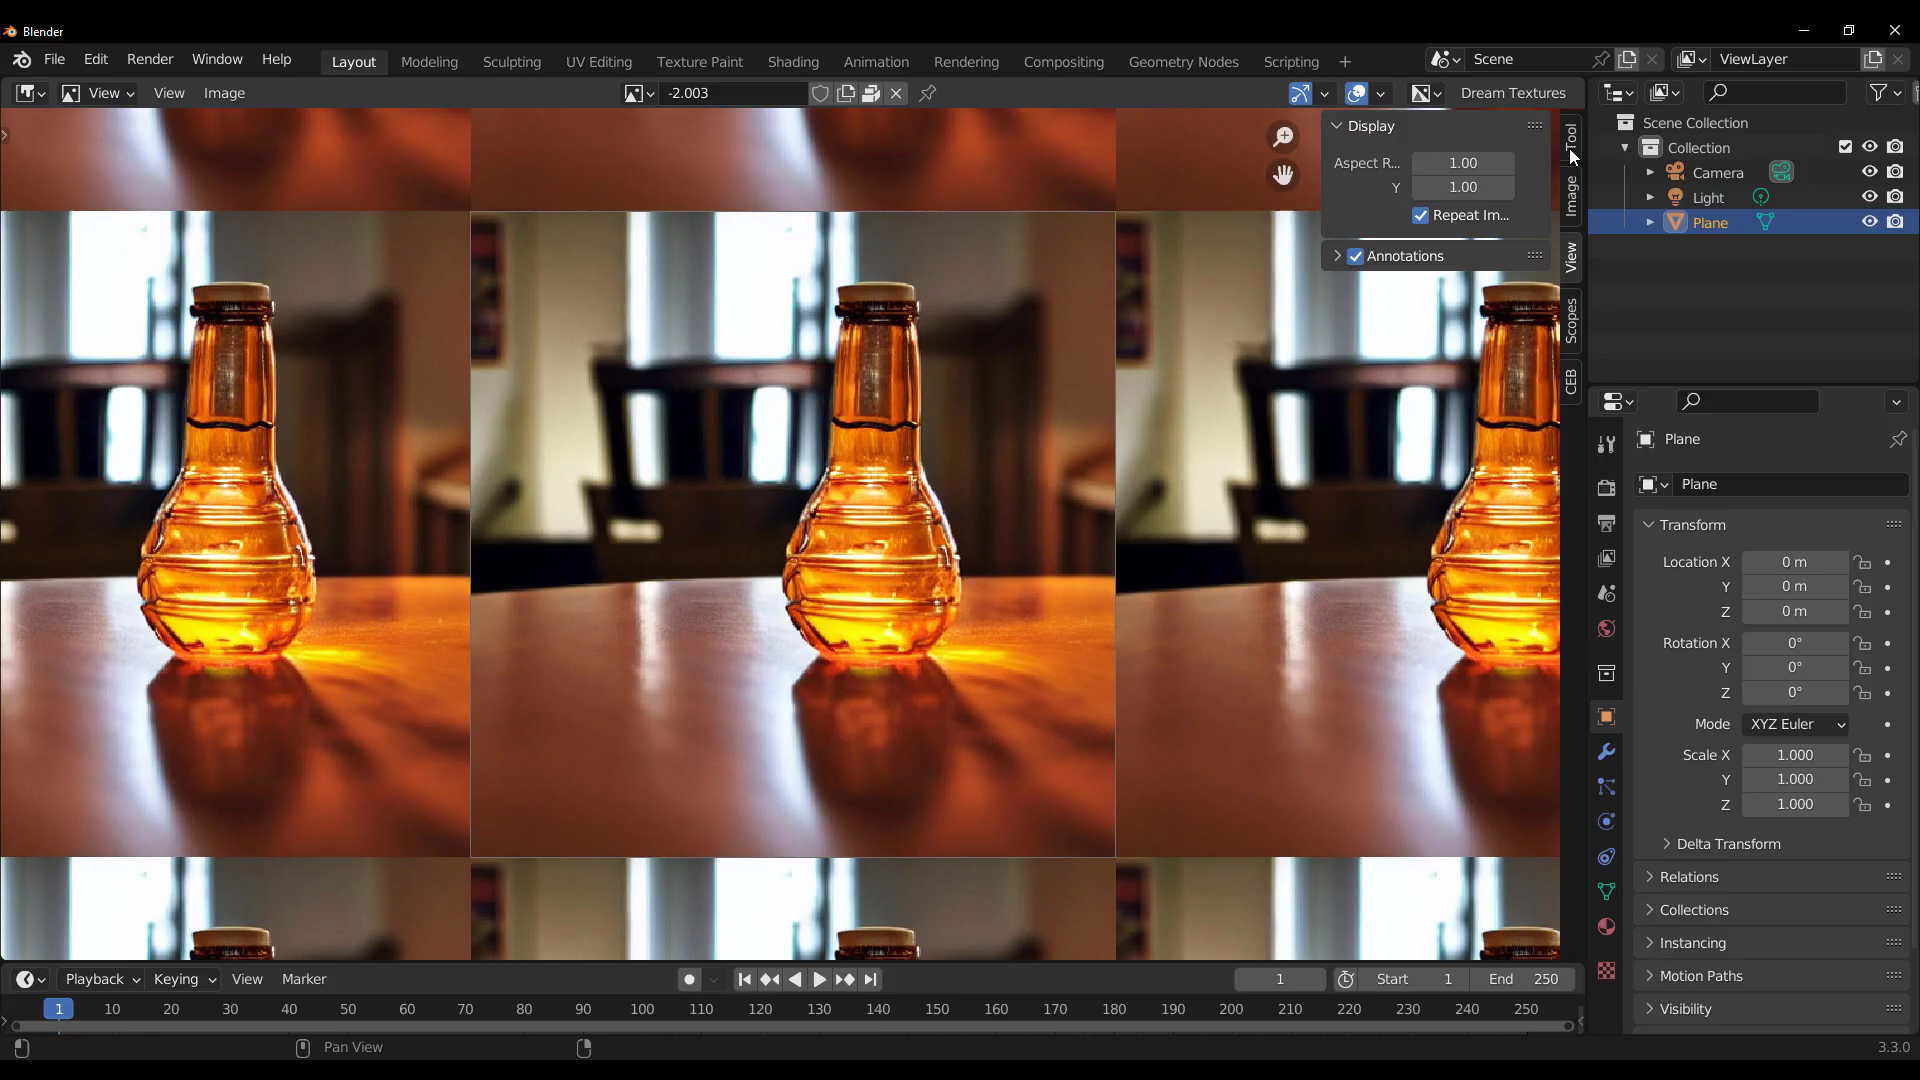 Blender
File Edit Render Window Help Layout Modeling Sculpting UV Editing Texture Paint Shading Animation Rendering Compositing Geometry Nodes Scripting + Scene ViewLayer
View View Image -2.003 Dream Textures
Display
Aspect R... 1.00
Y 1.00
Repeat Im...
Annotations
Tool
Image
View
Scopes
CEB
Scene Collection
Collection
Camera
Light
Plane
Plane
Plane
Transform
Location X 0 m
Y 0 m
Z 0 m
Rotation X 0°
Y 0°
Z 0°
Mode XYZ Euler
Scale X 1.000
Y 1.000
Z 1.000
Delta Transform
Relations
Collections
Instancing
Motion Paths
Visibility
Playback Keying View Marker 1 Start 1 End 250
1 10 20 30 40 50 60 70 80 90 100 110 120 130 140 150 160 170 180 190 200 210 220 230 240 250
Pan View 3.3.0